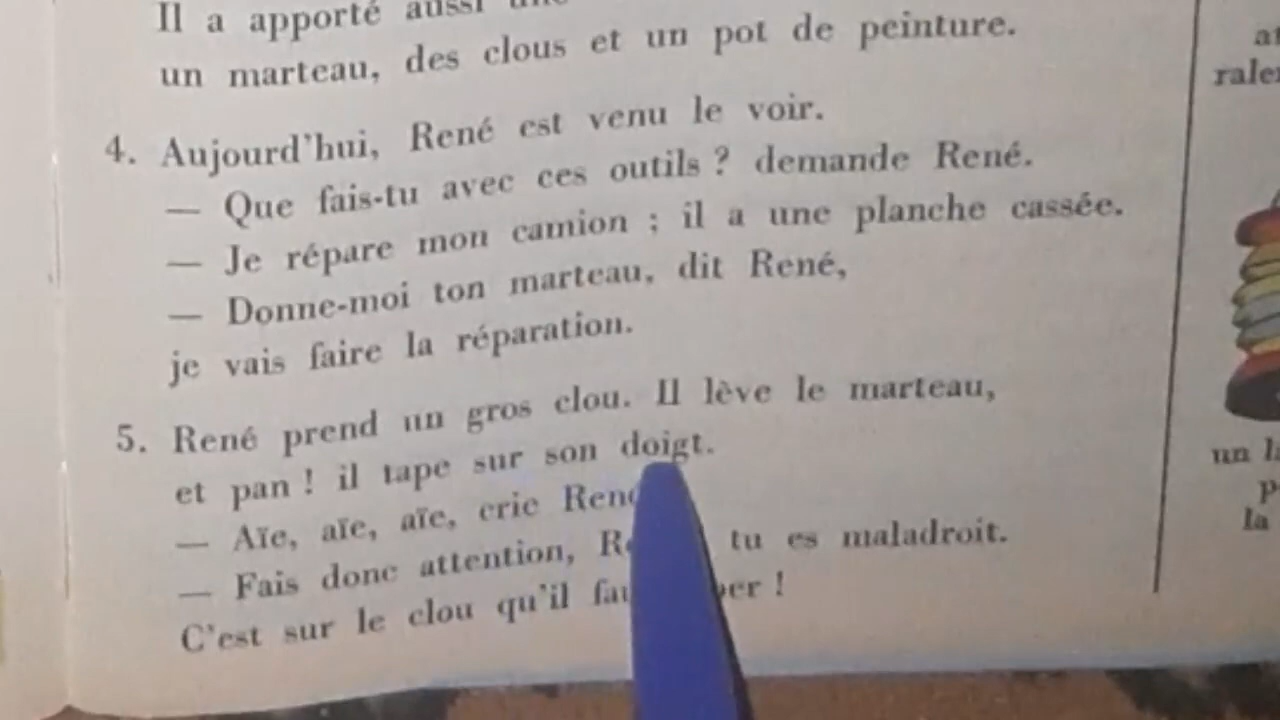 Il a apporté aussi
un marteau, des clous et un pot de peinture.
4. Aujourd'hui, René est venu le voir.
— Que fais-tu avec ces outils ? demande René.
— Je répare mon camion ; il a une planche cassée.
— Donne-moi ton marteau, dit René,
je vais faire la réparation.
5. René prend un gros clou. Il lève le marteau,
et pan ! il tape sur son doigt.
— Aïe, aïe, aïe, crie René
— Fais donc attention, tu es maladroit.
C'est sur le clou qu'il !
un
la